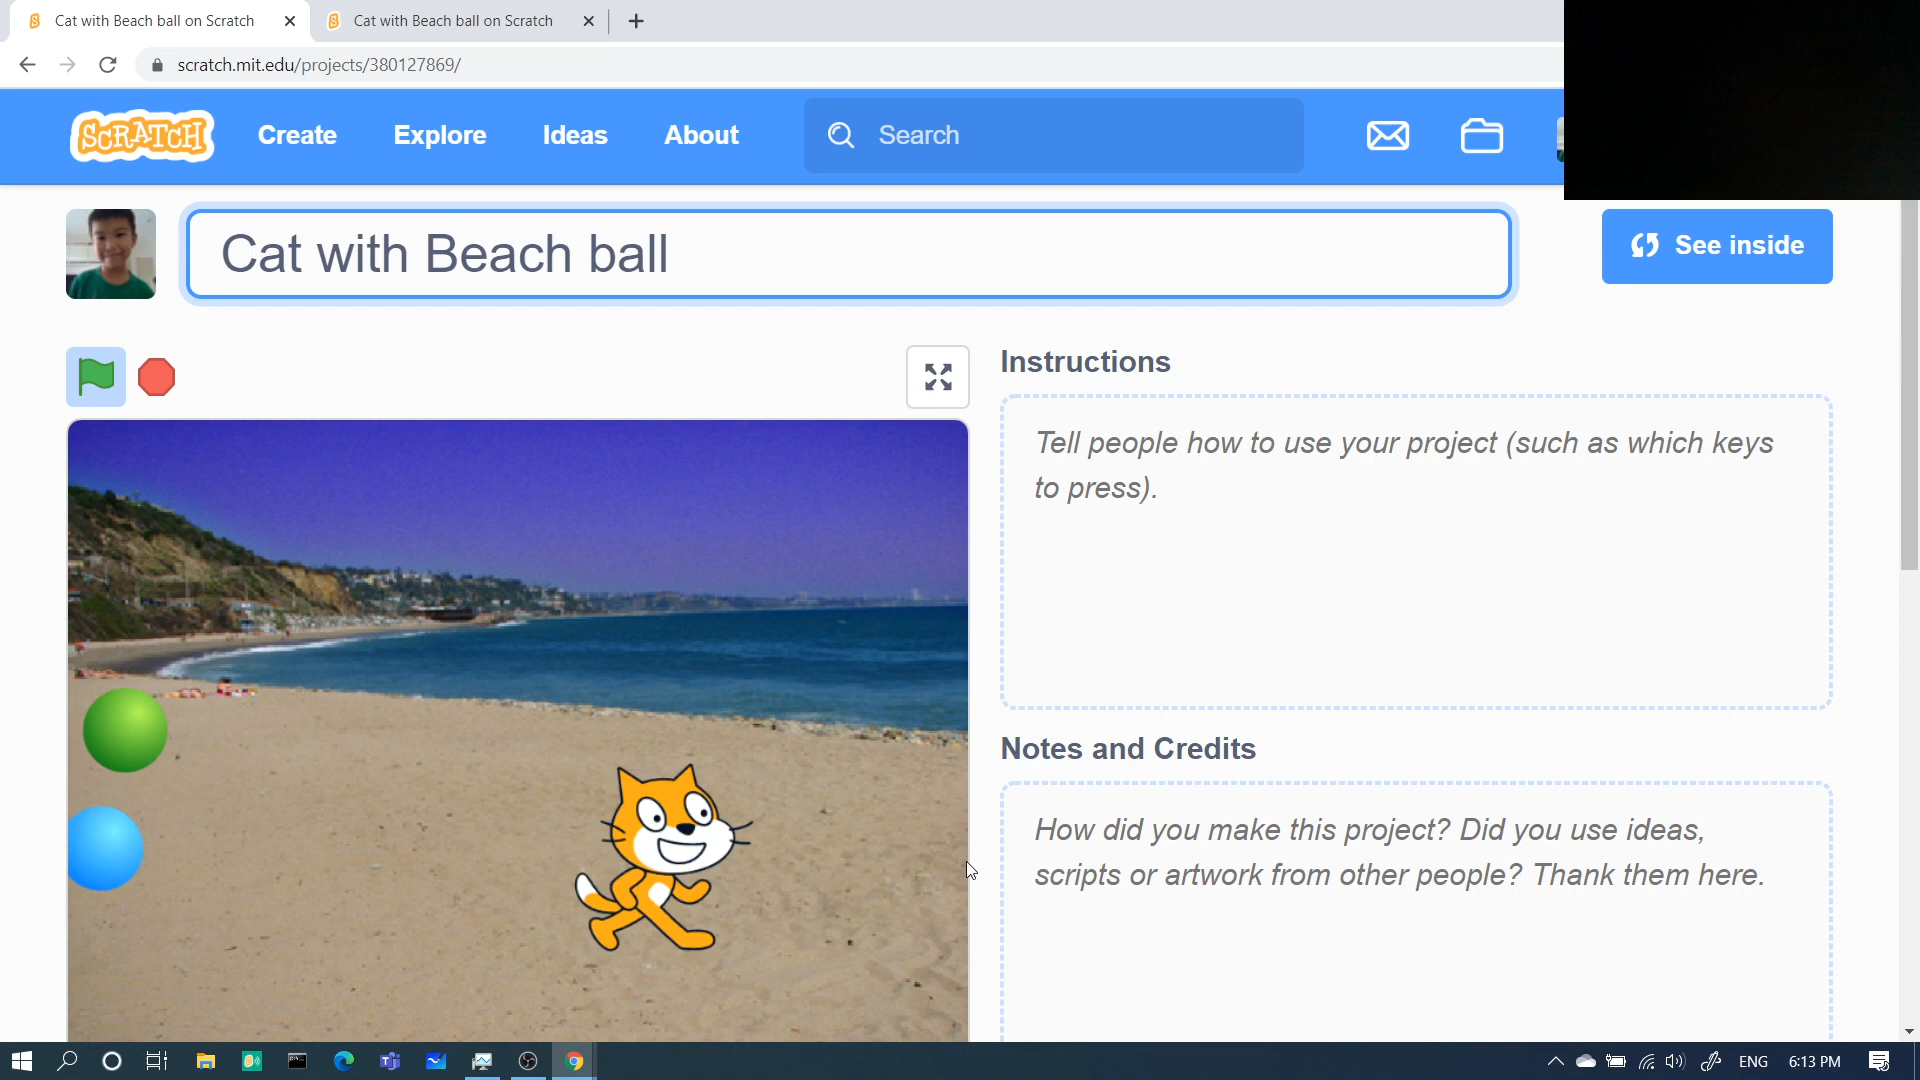 Cat with Beach ball on Scratch
Cat with Beach ball on Scratch
scratch.mit.edu/projects/380127869/
SCRATCH
Create
Explore
Ideas
About
Search
Cat with Beach ball
See inside
Instructions
Tell people how to use your project (such as which keys
to press).
Notes and Credits
How did you make this project? Did you use ideas,
scripts or artwork from other people? Thank them here.
ENG
6:13 PM